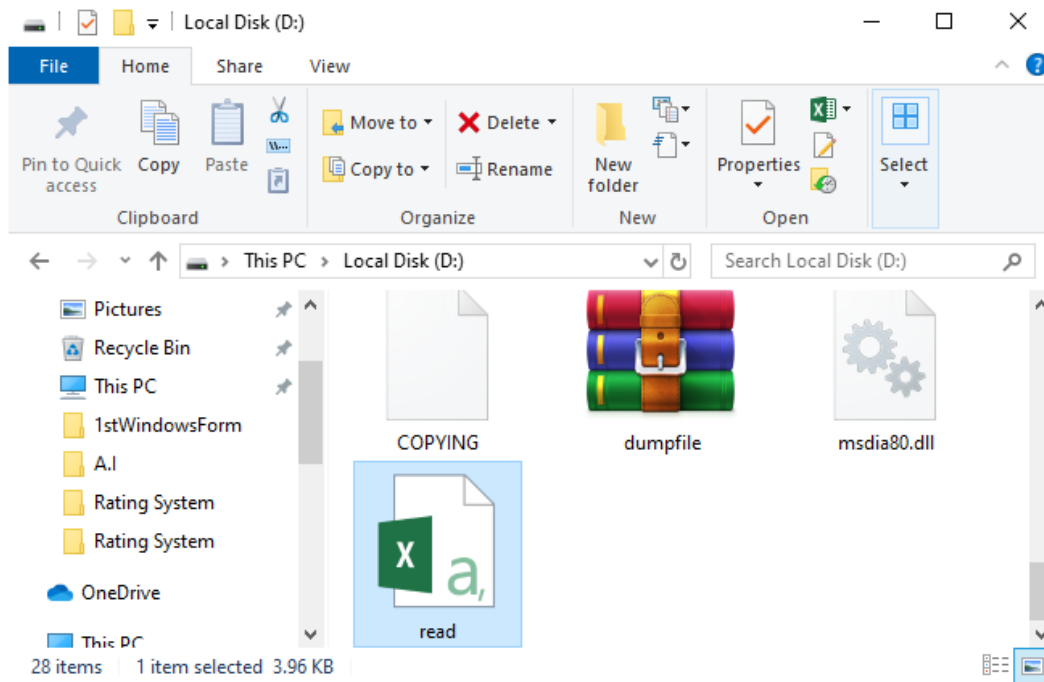 Local Disk (D:)
File Home Share View
Move to Delete
Pin to Quick access Copy Paste Copy to Rename New folder Properties Select
Clipboard Organize New Open
This PC › Local Disk (D:) Search Local Disk (D:)
Pictures
Recycle Bin
This PC
1stWindowsForm
A.I
Rating System
Rating System
OneDrive
This PC
COPYING dumpfile msdia80.dll
X a,
read
28 items 1 item selected 3.96 KB